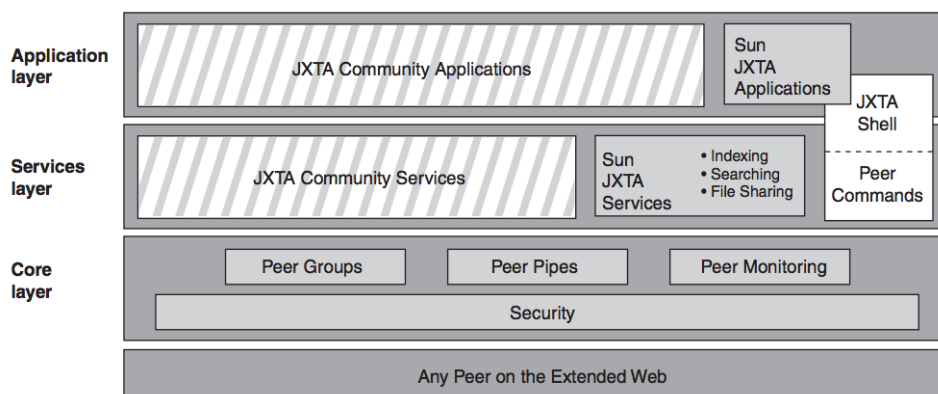 Application
layer
JXTA Community Applications
Sun
JXTA
Applications
JXTA
Shell
Peer
Commands
Services
layer
JXTA Community Services
Sun
JXTA
Services
• Indexing
• Searching
• File Sharing
Core
layer
Peer Groups
Peer Pipes
Peer Monitoring
Security
Any Peer on the Extended Web